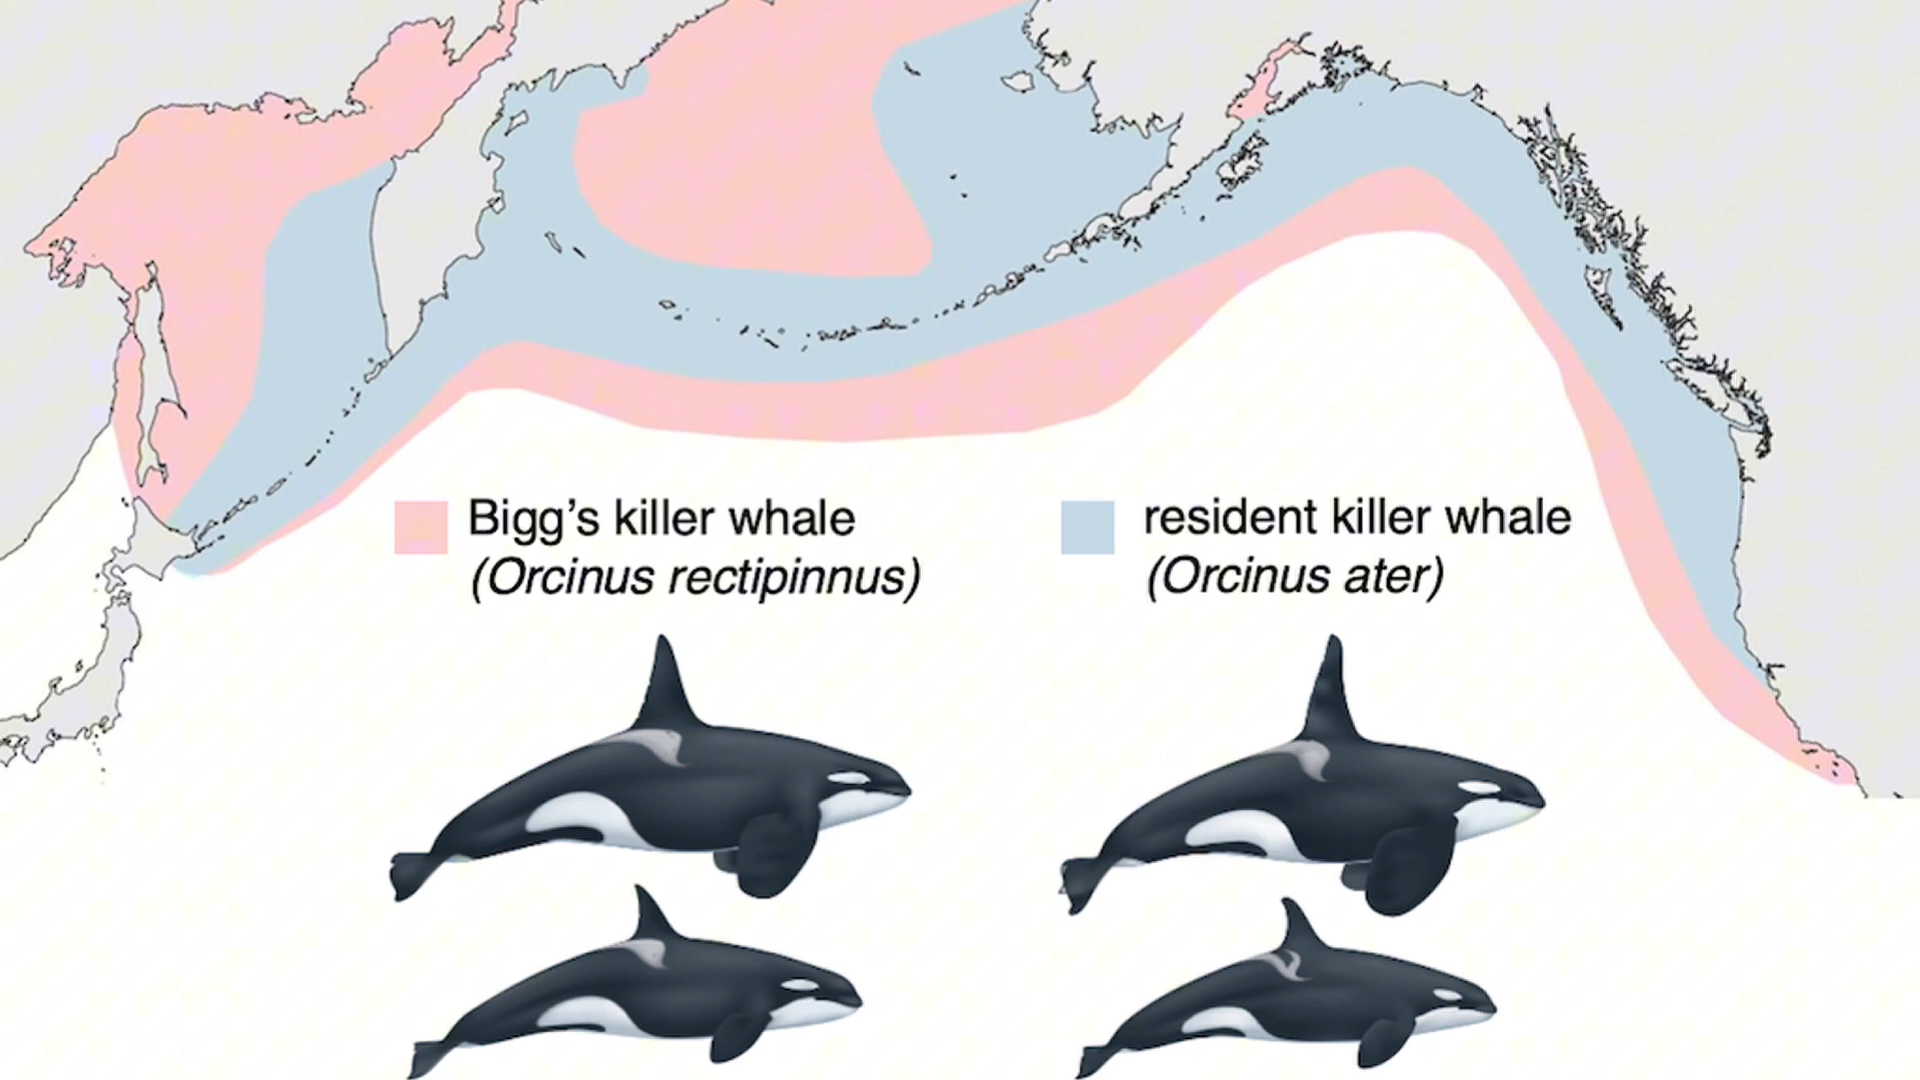 Bigg’s killer whale
(Orcinus rectipinnus)
resident killer whale
(Orcinus ater)